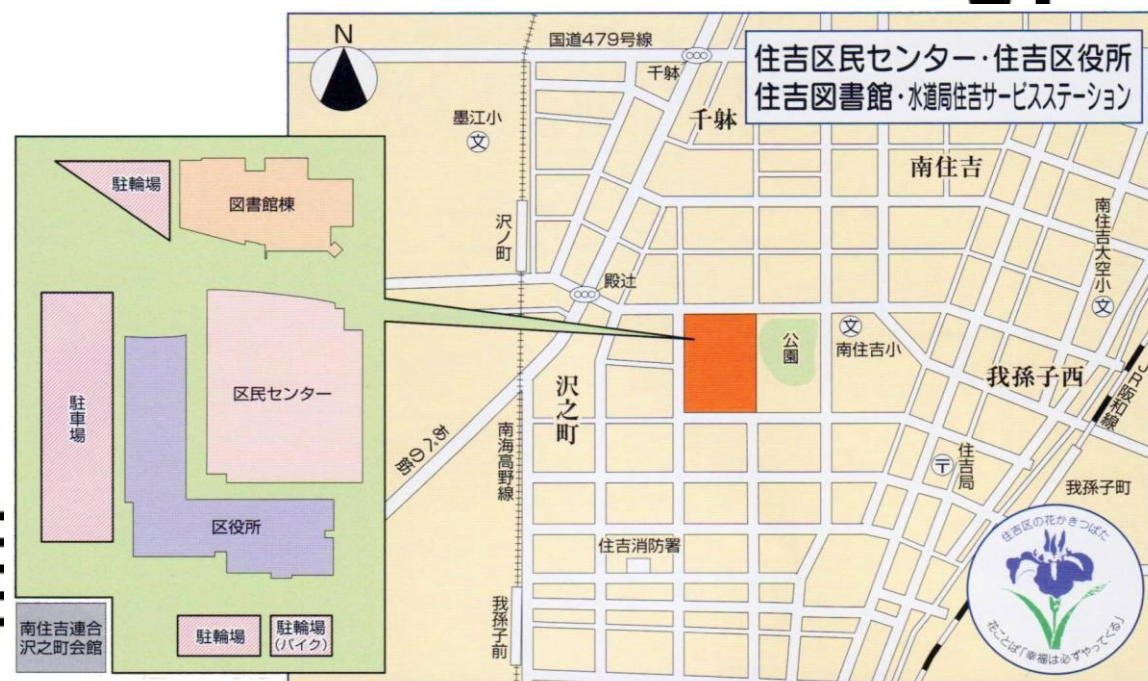 住吉区民センター・住吉区役所
住吉図書館・水道局住吉サービスステーション
N
国道479号線
千躰
千躰
墨江小
文
南住吉
南住吉大空小
文
沢ノ町
殿辻
公園
文
南住吉小
我孫子西
JR阪和線
沢之町
あべの筋
南海高野線
住吉局
〒
我孫子町
住吉消防署
我孫子前
駐輪場
図書館棟
区民センター
駐車場
区役所
駐輪場
駐輪場
(バイク)
南住吉連合
沢之町会館
住吉区の花かきつばた
花ことば「幸福は必ずやってくる」